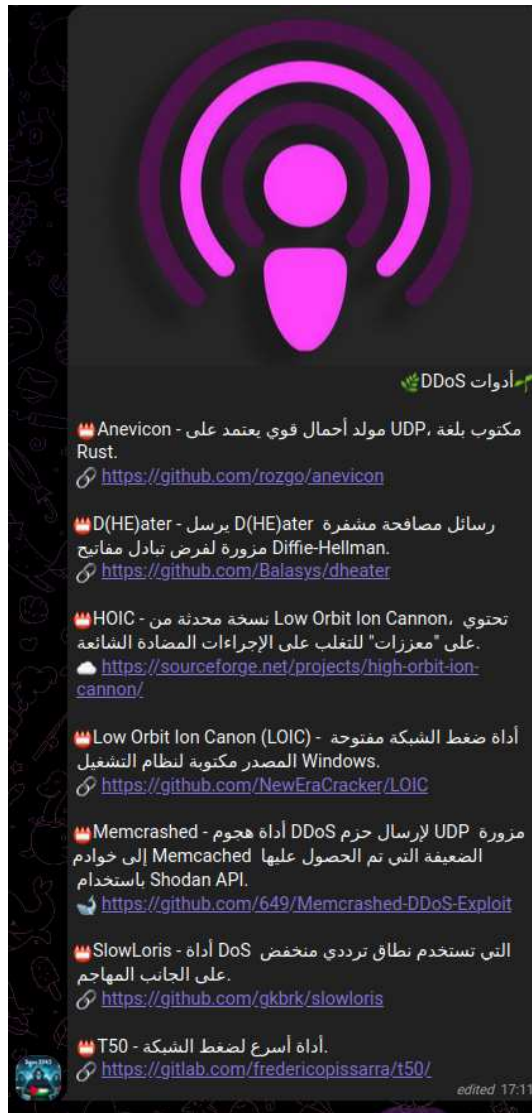 🌱أدوات DDoS🌿
📛Anevicon - مولد أحمال قوي يعتمد على UDP، مكتوب بلغة
Rust.
🔗 https://github.com/rozgo/anevicon
📛D(HE)ater - يرسل D(HE)ater رسائل مصافحة مشفرة
مزورة لفرض تبادل مفاتيح Diffie-Hellman.
🔗 https://github.com/Balasys/dheater
📛HOIC - نسخة محدثة من Low Orbit Ion Cannon، تحتوي
على "معززات" للتغلب على الإجراءات المضادة الشائعة.
☁️ https://sourceforge.net/projects/high-orbit-ion-
cannon/
📛Low Orbit Ion Canon (LOIC) - أداة ضغط الشبكة مفتوحة
المصدر مكتوبة لنظام التشغيل Windows.
🔗 https://github.com/NewEraCracker/LOIC
📛Memcrashed - أداة هجوم DDoS لإرسال حزم UDP مزورة
إلى خوادم Memcached الضعيفة التي تم الحصول عليها
باستخدام Shodan API.
https://github.com/649/Memcrashed-DDoS-Exploit
📛SlowLoris - أداة DoS التي تستخدم نطاق ترددي منخفض
على الجانب المهاجم.
🔗 https://github.com/gkbrk/slowloris
📛T50 - أداة أسرع لضغط الشبكة.
🔗 https://gitlab.com/fredericopissarra/t50/
edited 17:11